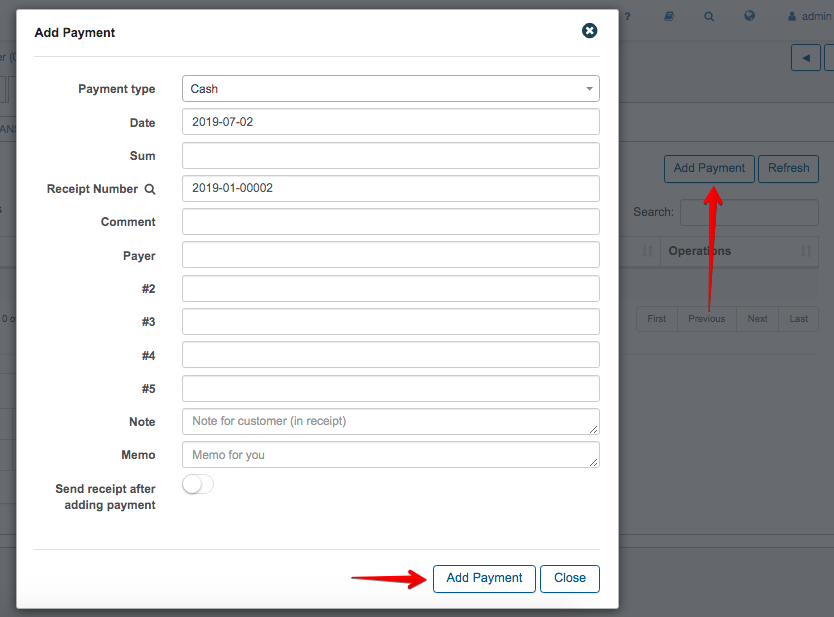 Add Payment
?
admin
Payment type
Cash
Date
2019-07-02
Sum
Receipt Number
2019-01-00002
Comment
Payer
#2
#3
#4
#5
Note
Note for customer (in receipt)
Memo
Memo for you
Send receipt after
adding payment
Add Payment
Close
Add Payment
Refresh
Search:
Operations
First
Previous
Next
Last